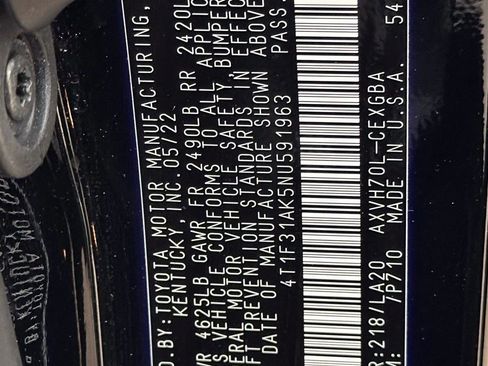 D.BY:TOYOTA MOTOR MANUFACTURING,
KENTUCKY, INC. 05/22
WR 4625LB GAWR FR 2490LB RR 2420L
S VEHICLE CONFORMS TO ALL APPLIC
ERAL MOTOR VEHICLE SAFETY, BUMPER
FT PREVENTION STANDARDS IN EFFEC
DATE OF MANUFACTURE SHOWN ABOVE
4T1F31AK5NU591963 PASS.
R:218/LA20 AXVH70L-CEXGBA
M: /P710 MADE IN U.S.A. 54